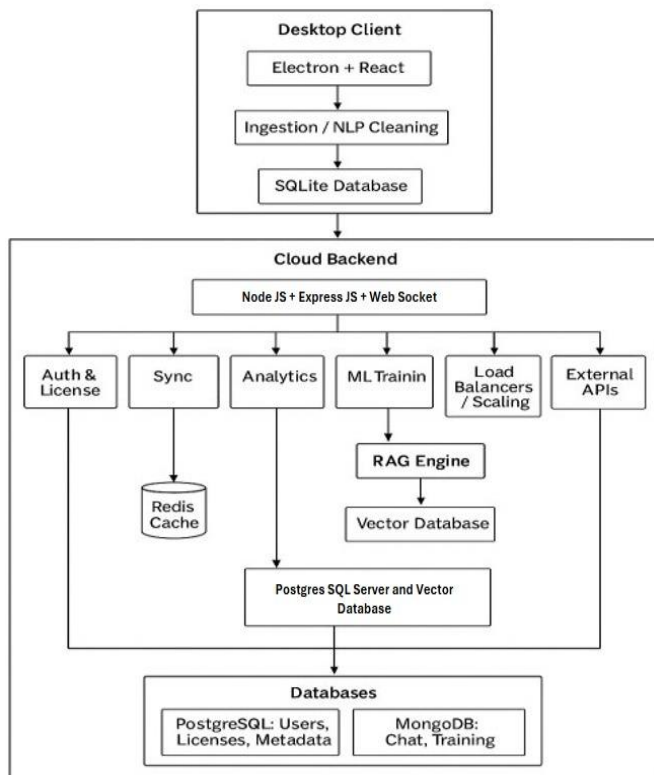 Desktop Client
Electron + React
Ingestion / NLP Cleaning
SQLite Database
Cloud Backend
Node JS + Express JS + Web Socket
Auth &
License
Sync
Analytics
ML Trainin
Load
Balancers
/ Scaling
External
APIs
RAG Engine
Redis
Cache
Vector Database
Postgres SQL Server and Vector
Database
Databases
PostgreSQL: Users,
Licenses, Metadata
MongoDB:
Chat, Training